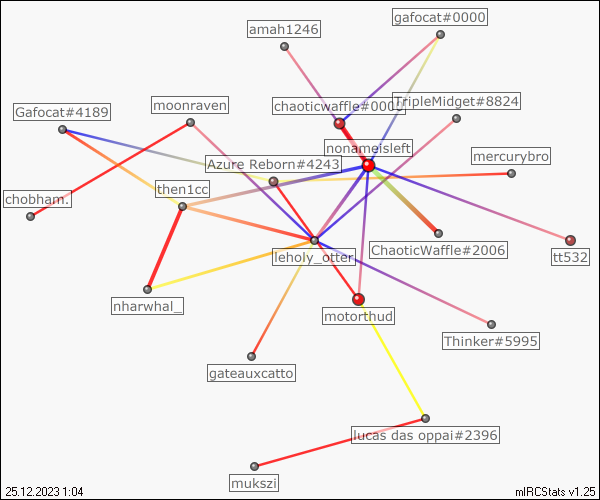 gafocat#0000
amah1246
TripleMidget#8824
moonraven
chaoticwaffle#000
Gafocat#4189
nonameisleft
mercurybro
Azure Reborn#4243
then1cc
chobham.
ChaoticWaffle#2006
leholy_otter
tt532
nharwhal_
motorthud
Thinker#5995
gateauxcatto
lucas das oppai#2396
mukszi
25.12.2023 1:04
mIRCStats v1.25